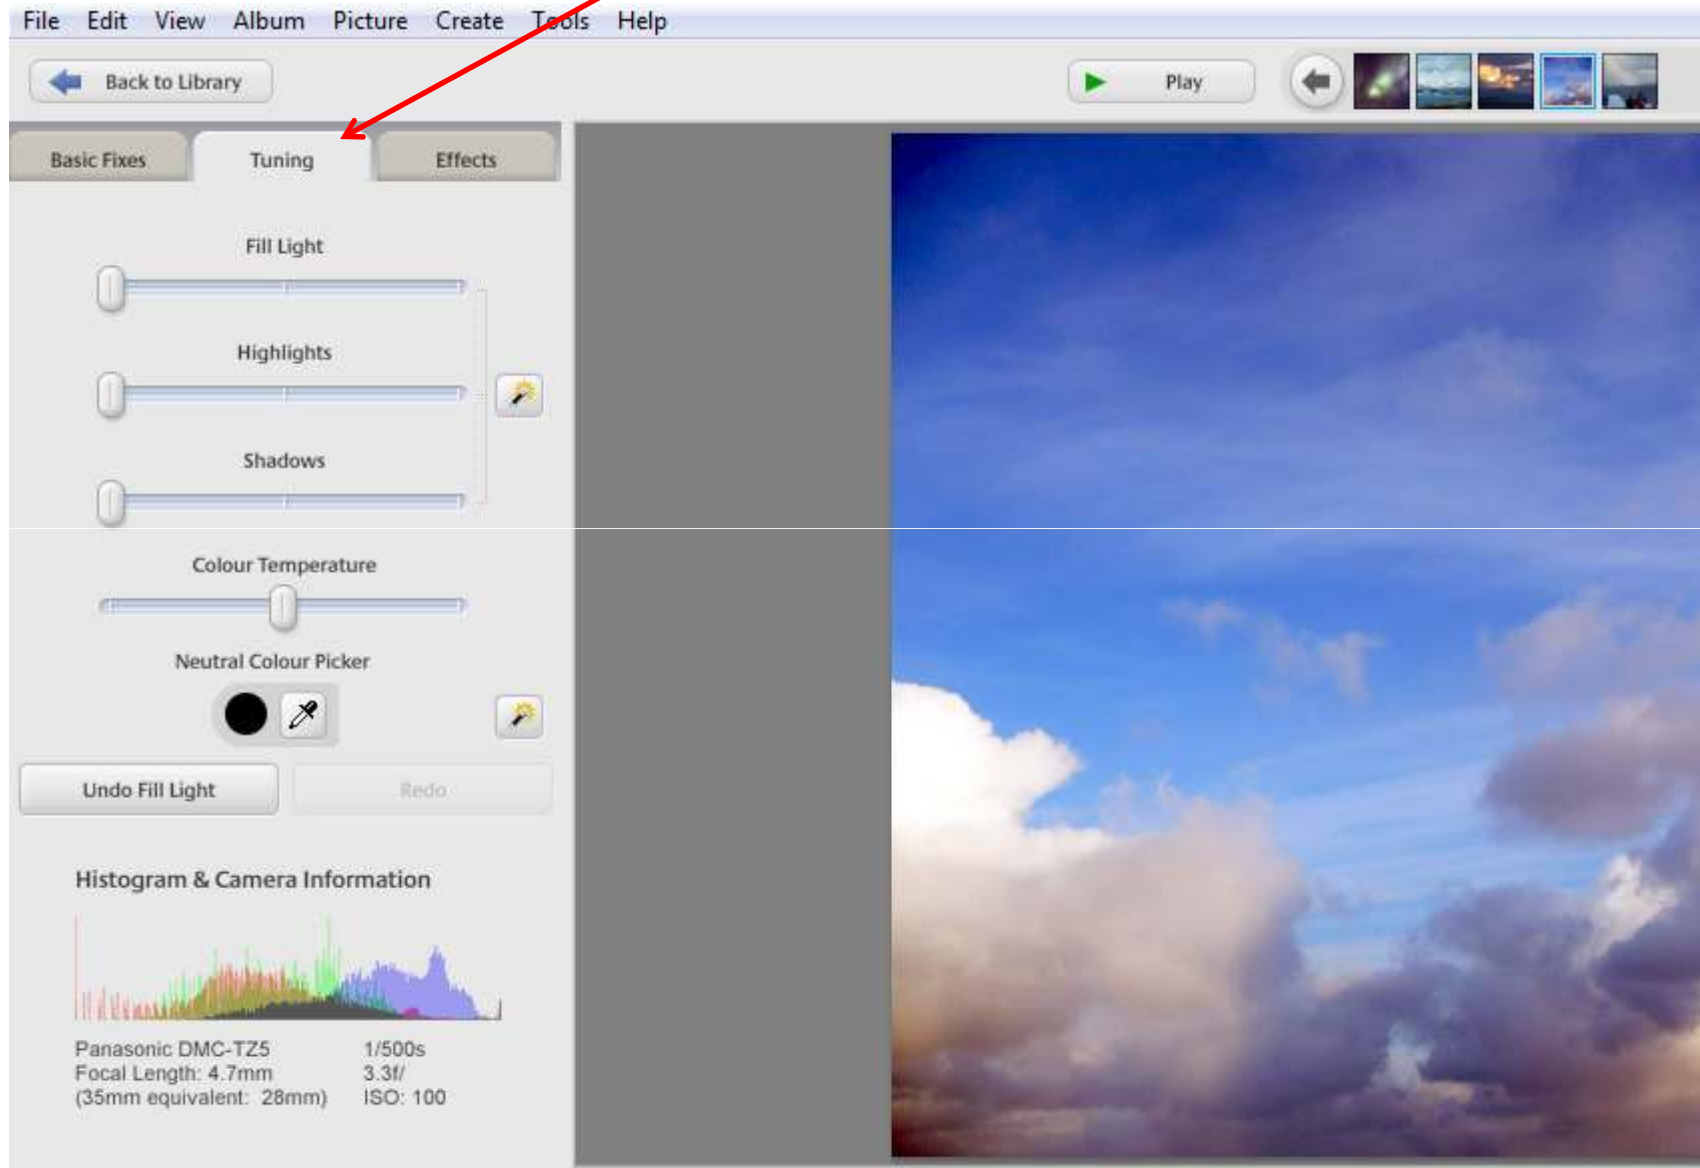 File Edit View Album Picture Create Tools Help
Back to Library
Play
Basic Fixes Tuning Effects
Fill Light
Highlights
Shadows
Colour Temperature
Neutral Colour Picker
Undo Fill Light Redo
Histogram & Camera Information
Panasonic DMC-TZ5 1/500s
Focal Length: 4.7mm 3.3f/
(35mm equivalent: 28mm) ISO: 100